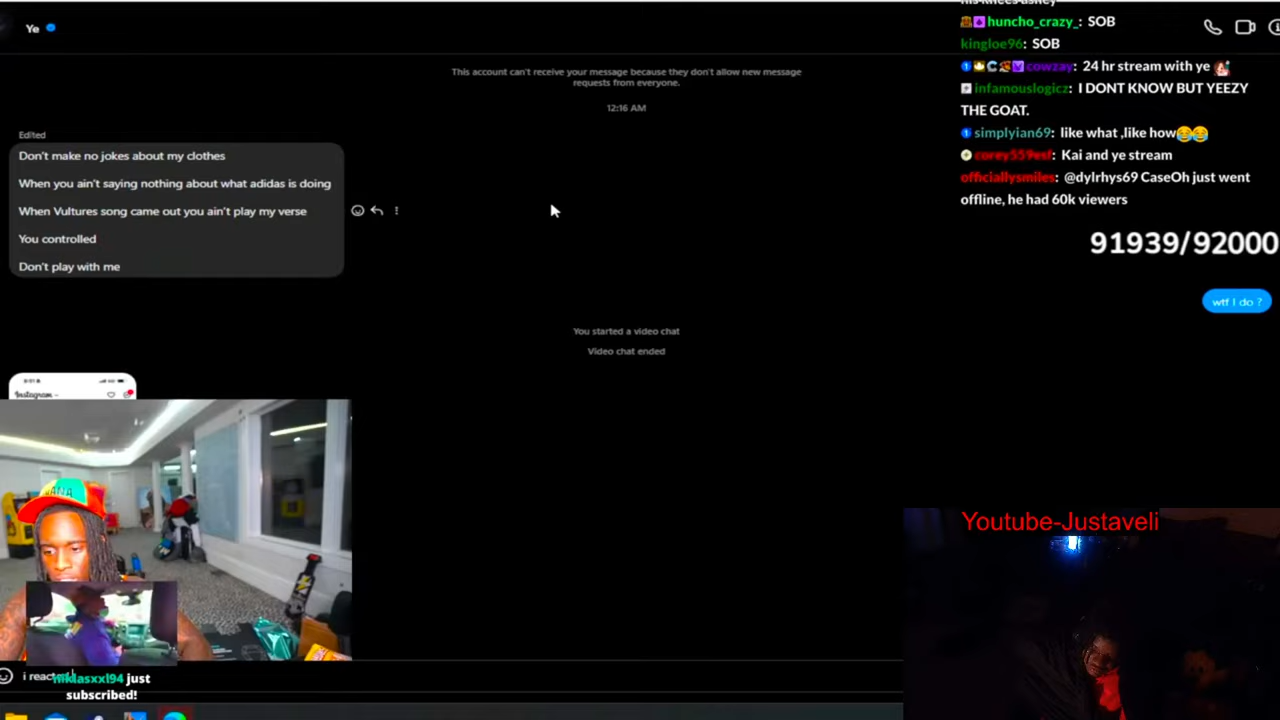 Ye
This account can't receive your message because they don't allow new message
requests from everyone.
12:16 AM
Edited
Don't make no jokes about my clothes
When you ain't saying nothing about what adidas is doing
When Vultures song came out you ain't play my verse
You controlled
Don't play with me
You started a video chat
Video chat ended
Instagram
huncho_crazy_: SOB
kingloe96: SOB
cowzay: 24 hr stream with ye
infamouslogicz: I DONT KNOW BUT YEEZY
THE GOAT.
simplyian69: like what ,like how😂😂
corey559esf: Kai and ye stream
officiallysmiles: @dylrhys69 CaseOh just went
offline, he had 60k viewers
91939/92000
wtf I do ?
Youtube-Justaveli
i reac
niklasxxl94 just
subscribed!